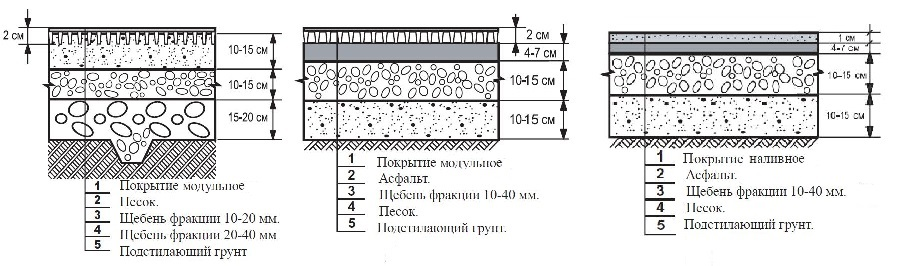 2 см
10-15 см
10-15 см
15-20 см
1 Покрытие модульное
2 Песок.
3 Щебень фракции 10-20 мм.
4 Щебень фракции 20-40 мм
5 Подстилаюший грунт
2 см
4-7 см
10-15 см
10-15 см
1 Покрытие модульное
2 Асфальт.
3 Щебень фракции 10-40 мм.
4 Песок.
5 Подстилающий грунт.
1 см
4-7 см
10-15 см
10-15 см
1 Покрытие наливное
2 Асфальт.
3 Щебень фракции 10-40 мм.
4 Песок.
5 Подстилающий грунт.